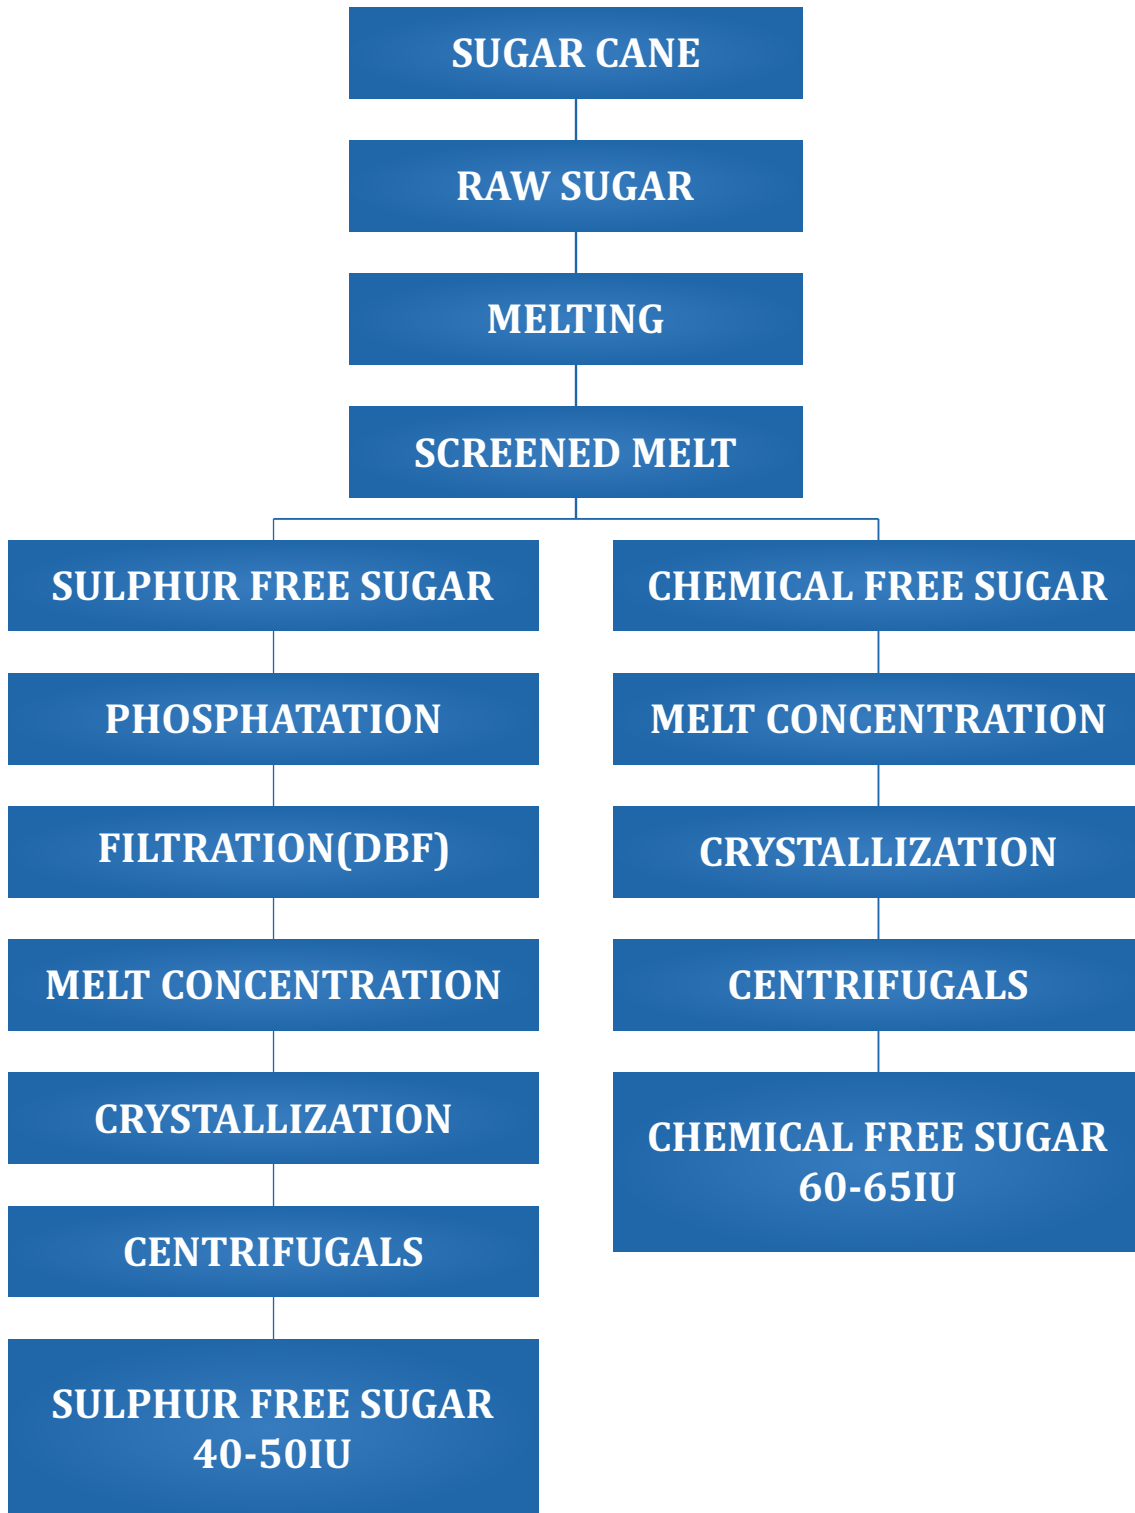 SUGAR CANE
RAW SUGAR
MELTING
SCREENED MELT
SULPHUR FREE SUGAR
PHOSPHATATION
FILTRATION(DBF)
MELT CONCENTRATION
CRYSTALLIZATION
CENTRIFUGALS
SULPHUR FREE SUGAR
40-50IU
CHEMICAL FREE SUGAR
MELT CONCENTRATION
CRYSTALLIZATION
CENTRIFUGALS
CHEMICAL FREE SUGAR
60-65IU